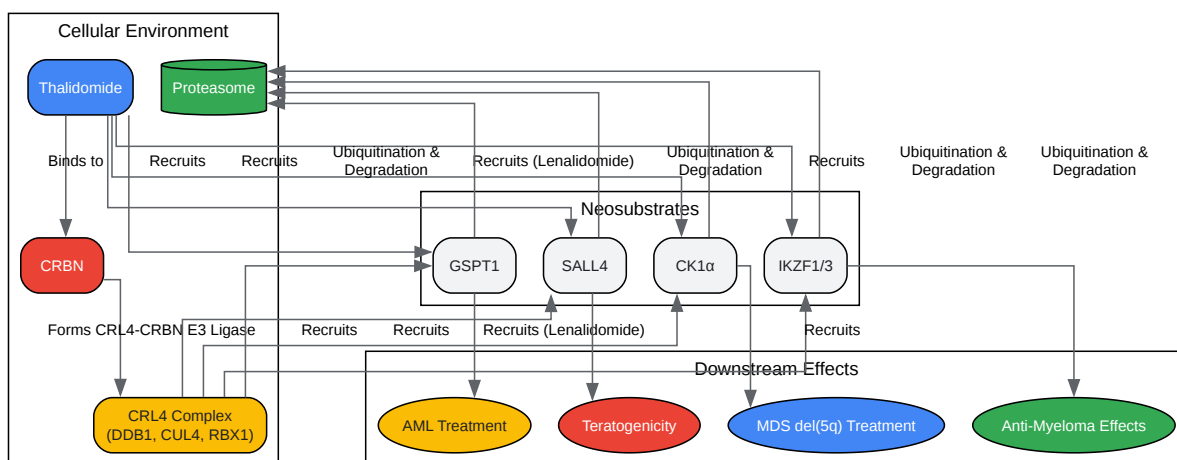 Cellular Environment
Thalidomide
Proteasome
Binds to
Recruits
Recruits
Ubiquitination &
Degradation
Recruits (Lenalidomide)
Ubiquitination &
Degradation
Recruits
Ubiquitination &
Degradation
Ubiquitination &
Degradation
Neosubstrates
CRBN
GSPT1
SALL4
CK1α
IKZF1/3
Forms CRL4-CRBN E3 Ligase
Recruits
Recruits
Recruits (Lenalidomide)
Recruits
Downstream Effects
CRL4 Complex
(DDB1, CUL4, RBX1)
AML Treatment
Teratogenicity
MDS del(5q) Treatment
Anti-Myeloma Effects